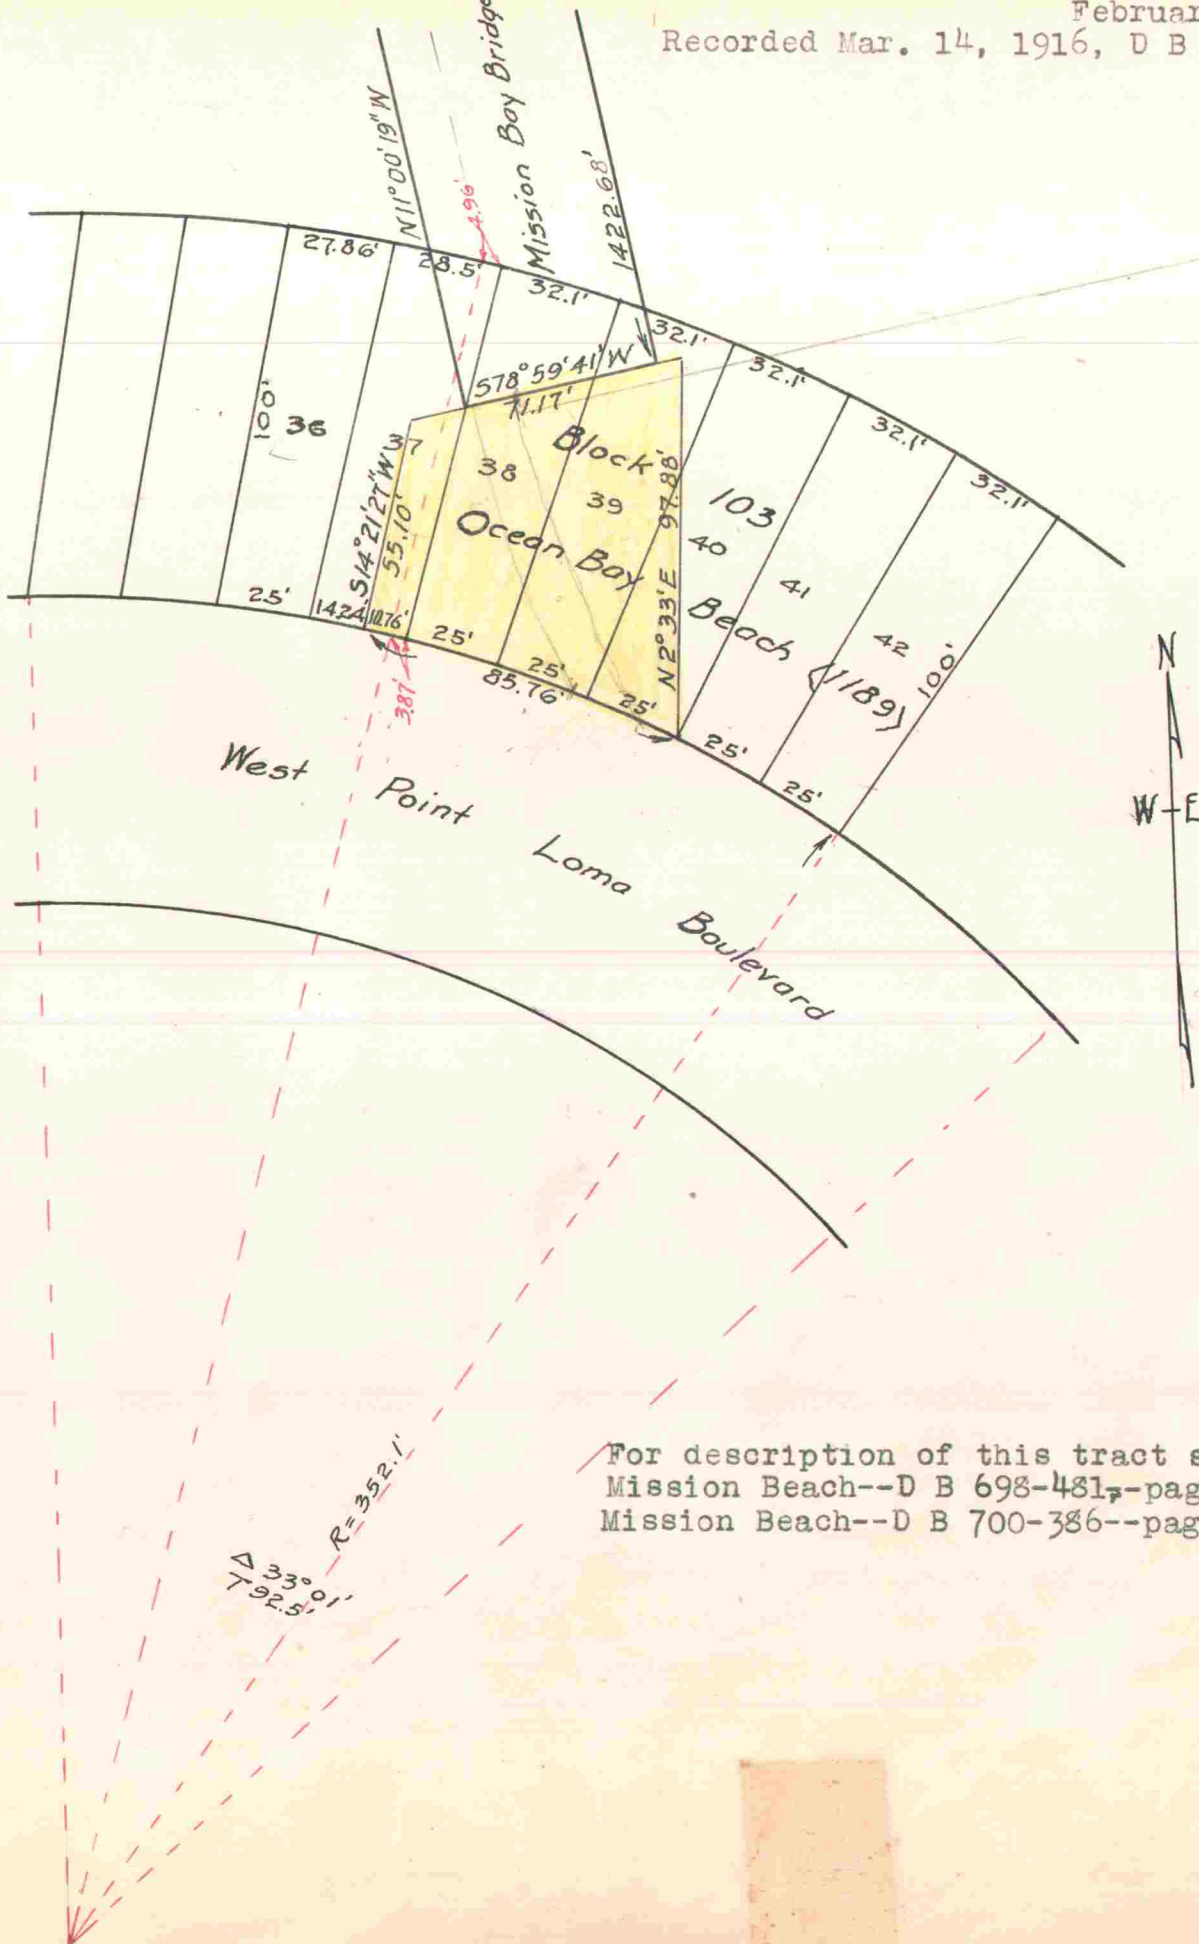 Februar
Recorded Mar. 14, 1916, D B
Mission Bay Bridge
N11°00'19"W
4.96'
Mission Bay
1422.68'
27.86'
28.5'
32.1'
32.1'
32.1'
32.1'
32.1'
S78°59'41"W
71.17'
100'
36
37
38
39
40
41
42
Block
103
Ocean Bay
Beach (1189)
S14°21'27"W
55.10'
N2°33'E 97.88'
100'
25'
14.24'
10.76'
25'
25'
25'
25'
25'
85.76'
3.87'
West Point Loma Boulevard
N
W E
R=352.1'
Δ 33°01'
T 92.5'
For description of this tract s
Mission Beach--D B 698-481,-pag
Mission Beach--D B 700-386--pag